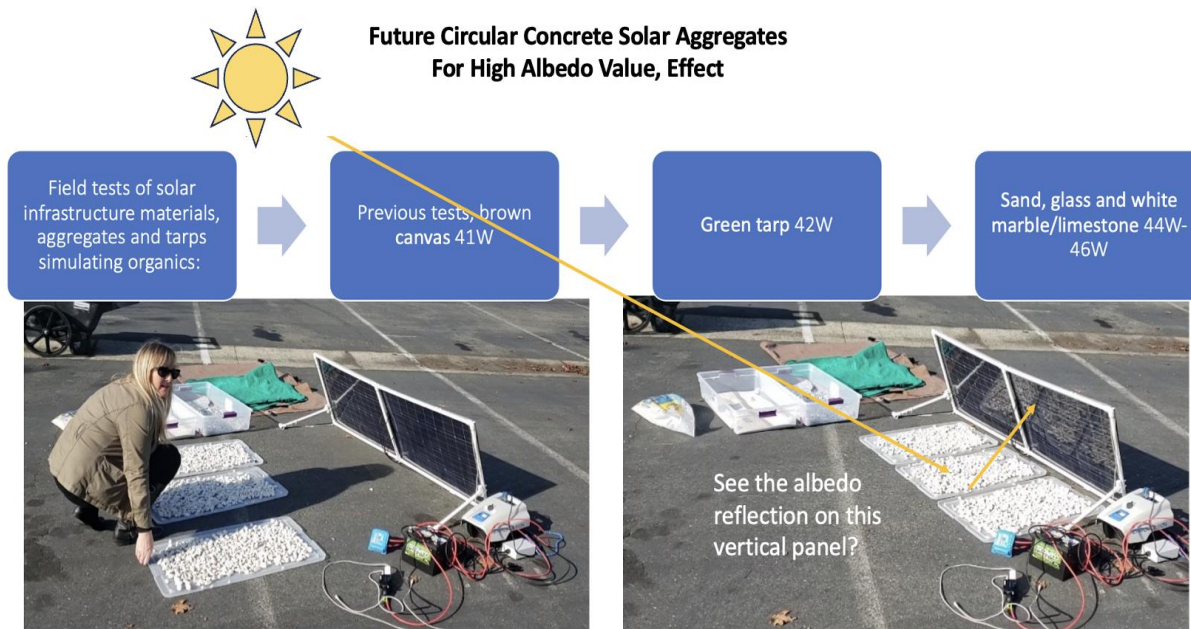 Future Circular Concrete Solar Aggregates
For High Albedo Value, Effect
Field tests of solar
infrastructure materials,
aggregates and tarps
simulating organics:
Previous tests, brown
canvas 41W
Green tarp 42W
Sand, glass and white
marble/limestone 44W-
46W
See the albedo
reflection on this
vertical panel?